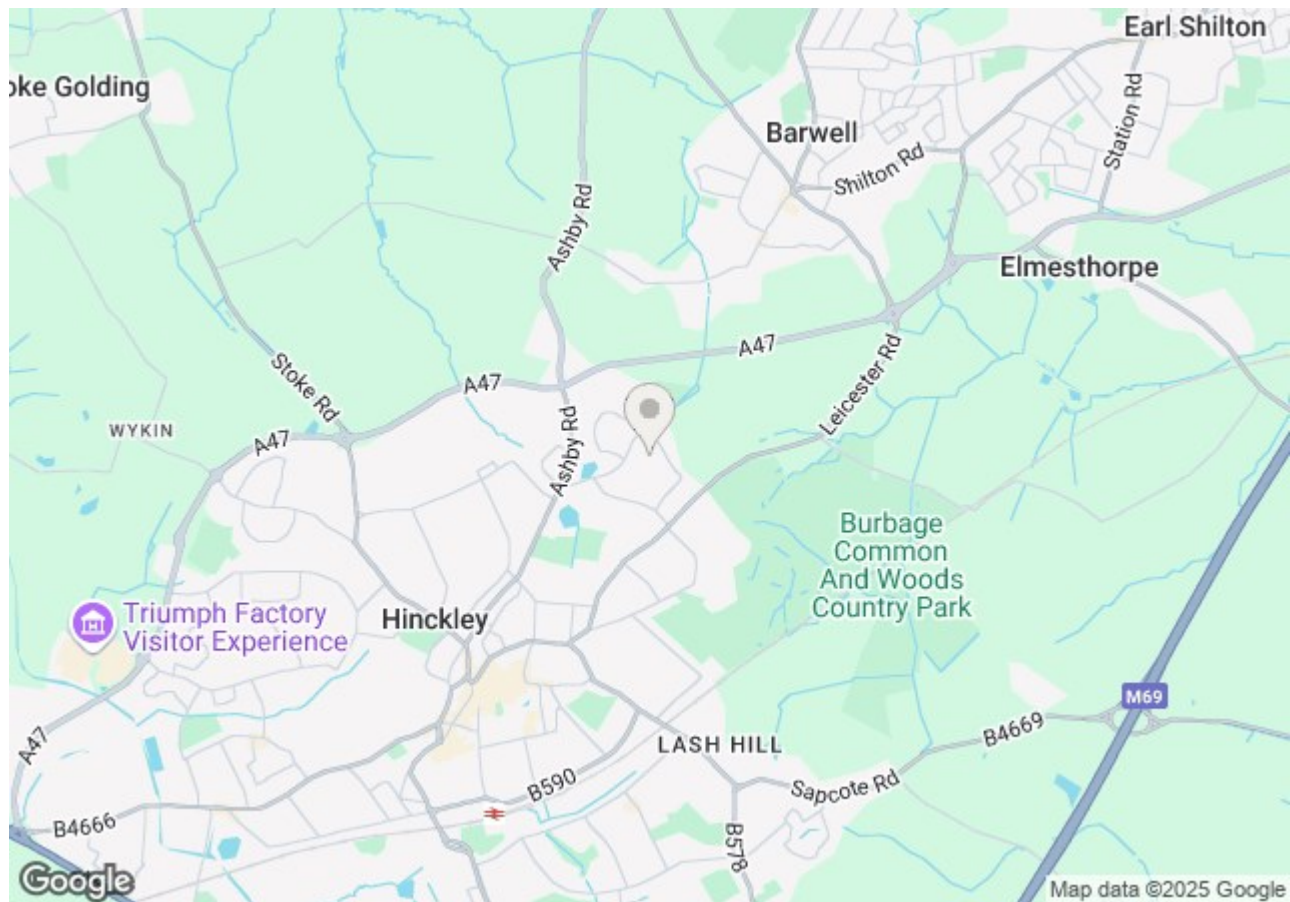 Earl Shilton
oke Golding
Station Rd
Barwell
Shilton Rd
Ashby Rd
Elmesthorpe
A47
Leicester Rd
Stoke Rd
A47
WYKIN
A47
Ashby Rd
Burbage
Common
And Woods
Country Park
Triumph Factory
Visitor Experience
Hinckley
M69
A47
LASH HILL
B4669
B590
Sapcote Rd
B4666
B578
Google
Map data ©2025 Google